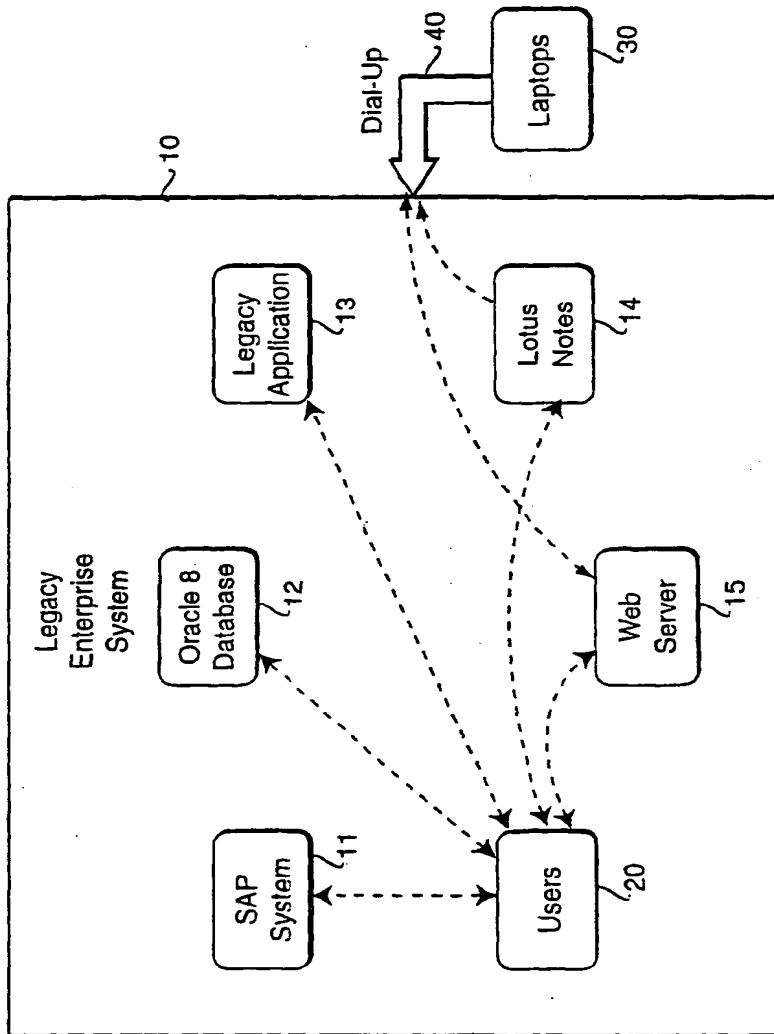 Legacy
Enterprise
System
10
SAP
System
11
Oracle 8
Database
12
Legacy
Application
13
Dial-Up
40
Users
20
Web
Server
15
Lotus
Notes
14
Laptops
30